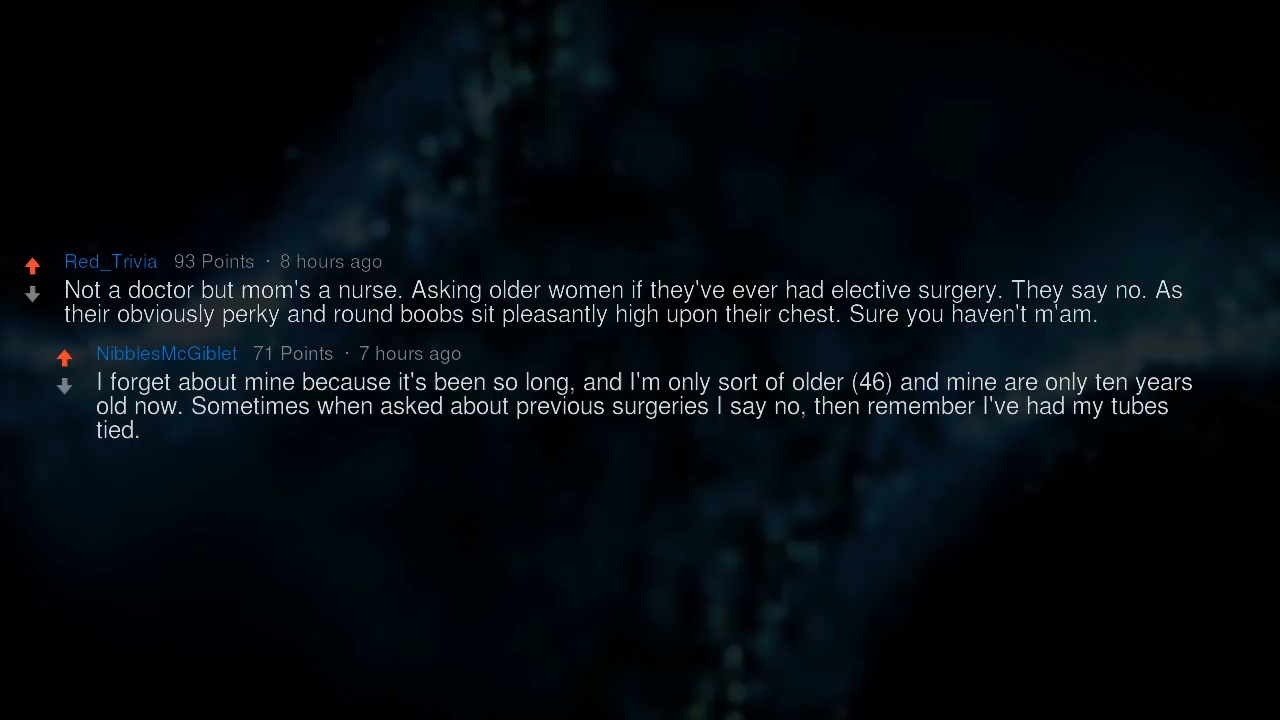 Red_Trivia 93 Points · 8 hours ago
Not a doctor but mom's a nurse. Asking older women if they've ever had elective surgery. They say no. As
their obviously perky and round boobs sit pleasantly high upon their chest. Sure you haven't m'am.
NibblesMcGiblet 71 Points · 7 hours ago
I forget about mine because it's been so long, and I'm only sort of older (46) and mine are only ten years
old now. Sometimes when asked about previous surgeries I say no, then remember I've had my tubes
tied.